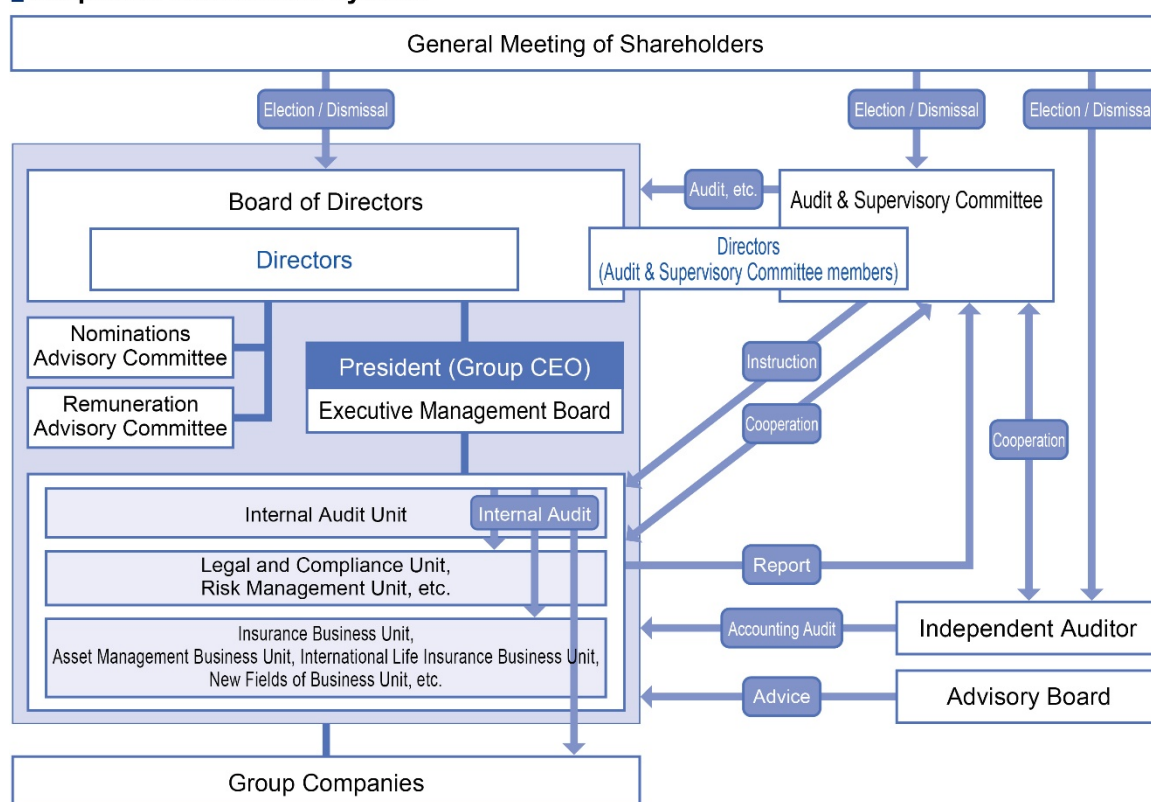 General Meeting of Shareholders
Election / Dismissal
Election / Dismissal
Election / Dismissal
Board of Directors
Audit, etc.
Audit & Supervisory Committee
Directors
Directors
(Audit & Supervisory Committee members)
Nominations
Advisory Committee
President (Group CEO)
Executive Management Board
Remuneration
Advisory Committee
Instruction
Cooperation
Cooperation
Internal Audit Unit
Internal Audit
Legal and Compliance Unit,
Risk Management Unit, etc.
Report
Insurance Business Unit,
Asset Management Business Unit, International Life Insurance Business Unit,
New Fields of Business Unit, etc.
Accounting Audit
Independent Auditor
Advice
Advisory Board
Group Companies